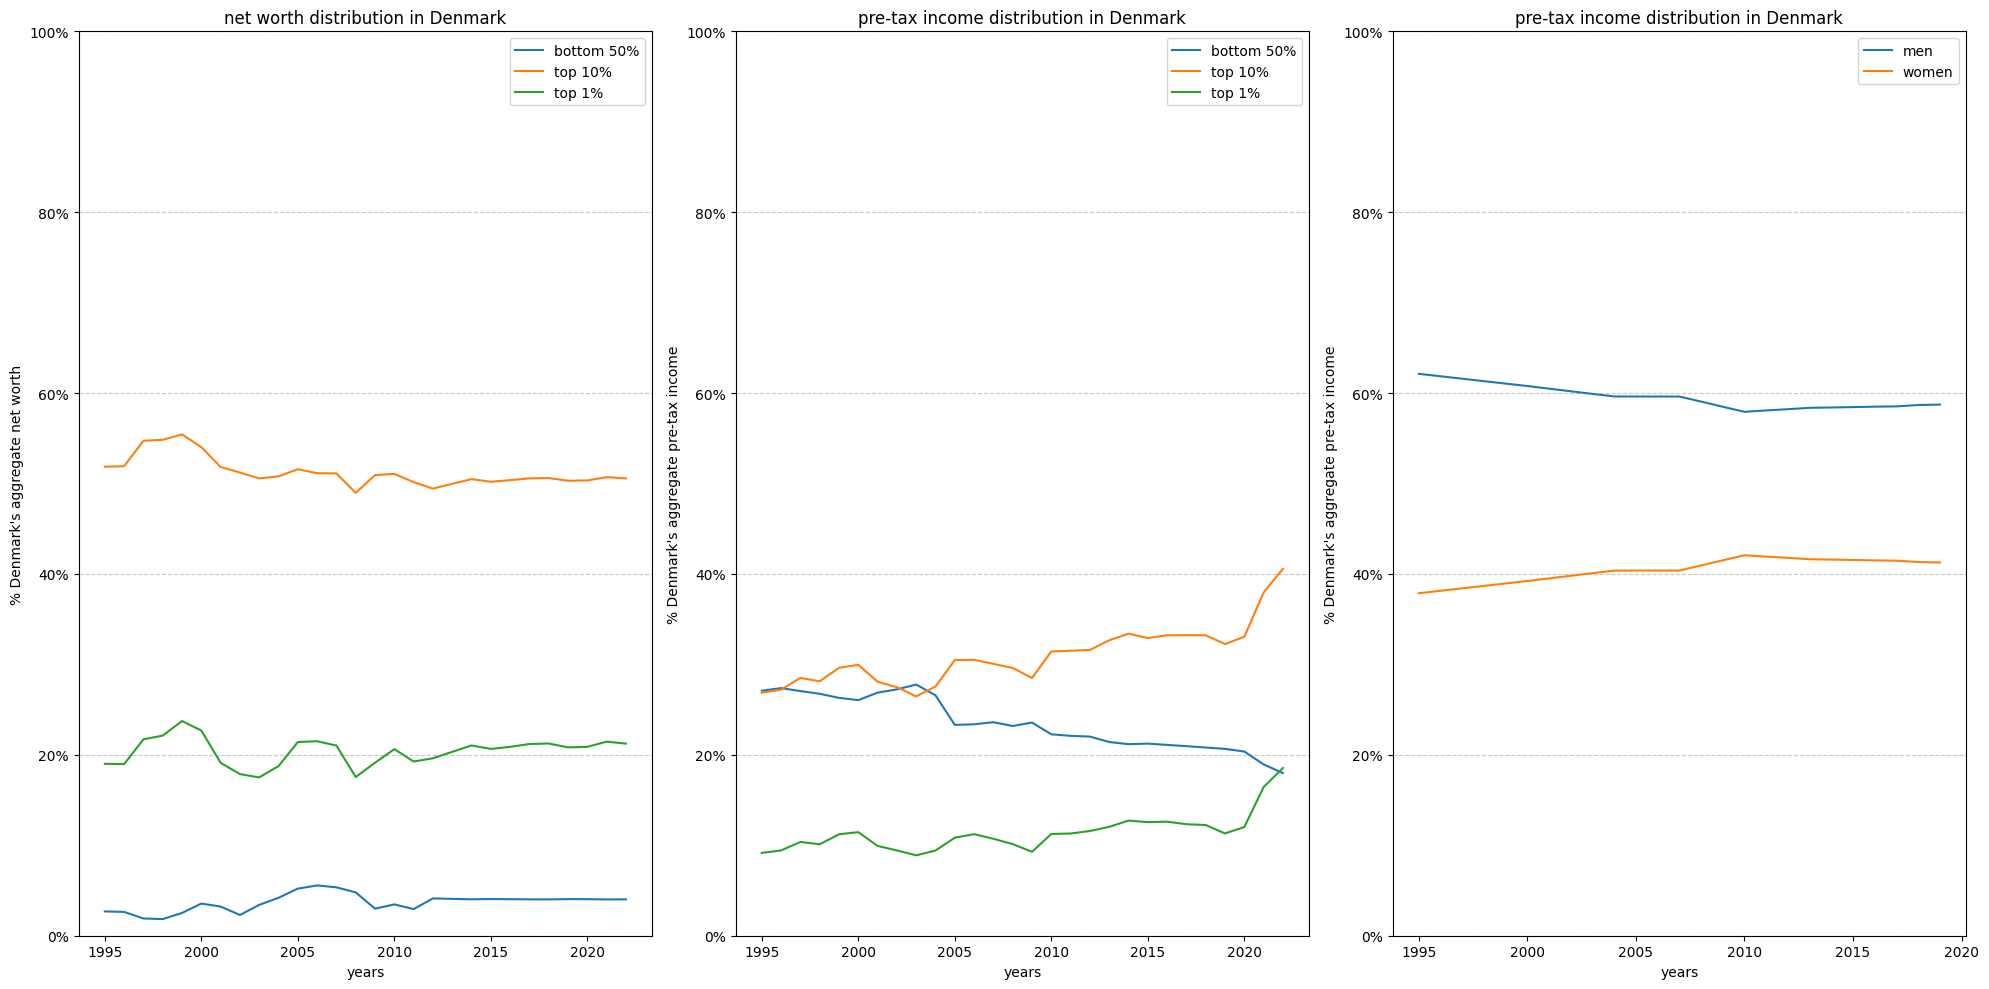 net worth distribution in Denmark
% Denmark's aggregate net worth
100%
80%
60%
40%
20%
0%
bottom 50%
top 10%
top 1%
1995
2000
2005
2010
2015
2020
years
pre-tax income distribution in Denmark
% Denmark's aggregate pre-tax income
100%
80%
60%
40%
20%
0%
bottom 50%
top 10%
top 1%
1995
2000
2005
2010
2015
2020
years
pre-tax income distribution in Denmark
% Denmark's aggregate pre-tax income
100%
80%
60%
40%
20%
0%
men
women
1995
2000
2005
2010
2015
2020
years